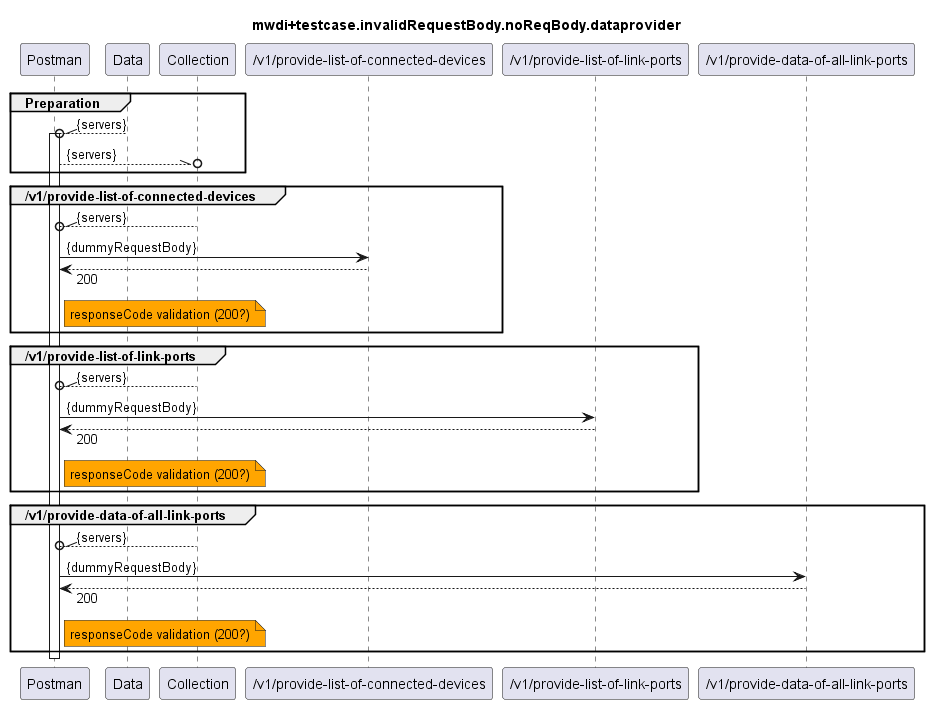 mwdi+testcase.invalidRequestBody.noReqBody.dataprovider
Postman
Data
Collection
/v1/provide-list-of-connected-devices
/v1/provide-list-of-link-ports
/v1/provide-data-of-all-link-ports
Preparation
{servers}
{servers}
/v1/provide-list-of-connected-devices
{servers}
{dummyRequestBody}
200
responseCode validation (200?)
/v1/provide-list-of-link-ports
{servers}
{dummyRequestBody}
200
responseCode validation (200?)
/v1/provide-data-of-all-link-ports
{servers}
{dummyRequestBody}
200
responseCode validation (200?)
Postman
Data
Collection
/v1/provide-list-of-connected-devices
/v1/provide-list-of-link-ports
/v1/provide-data-of-all-link-ports